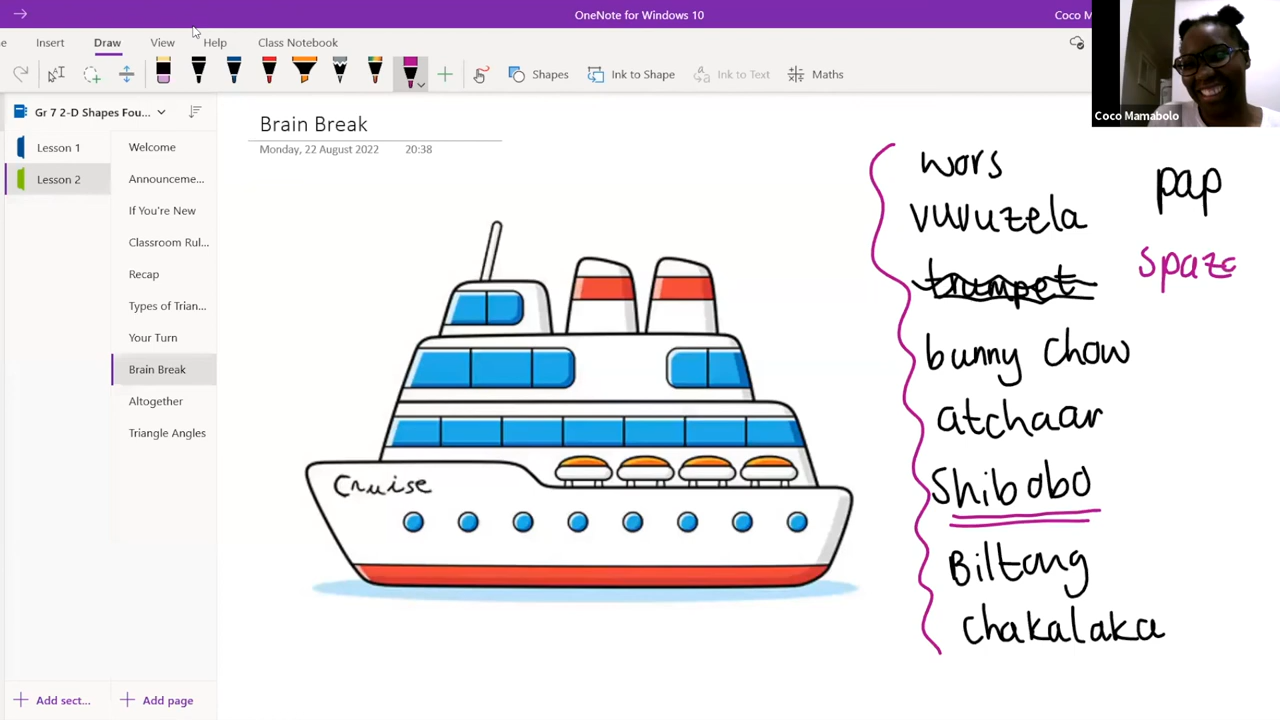 OneNote for Windows 10
Coco M
Insert
Draw
View
Help
Class Notebook
Shapes
Ink to Shape
Ink to Text
Maths
Coco Mamabolo
Gr 7 2-D Shapes Fou...
Lesson 1
Lesson 2
Welcome
Announceme...
If You're New
Classroom Rul...
Recap
Types of Trian...
Your Turn
Brain Break
Altogether
Triangle Angles
Add sect...
Add page
Brain Break
Monday, 22 August 2022 20:38
Cruise
wors
vuvuzela
trumpet
bunny chow
atchaar
Shibobo
Biltong
chakalaka
pap
spaza